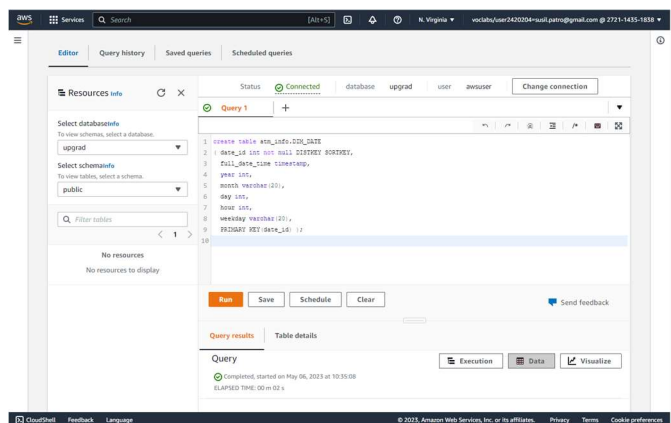 aws
Services
Search
[Alt+S]
N. Virginia ▼
voclabs/user2420204=susil.patro@gmail.com @ 2721-1435-1838 ▼
Editor
Query history
Saved queries
Scheduled queries
Resources Info
Select databaseInfo
To view schemas, select a database.
upgrad
Select schemaInfo
To view tables, select a schema.
public
Filter tables
< 1 >
No resources
No resources to display
Status Connected database upgrad user awsuser
Change connection
Query 1
+
1 create table atm_info.DIM_DATE
2 ( date_id int not null DISTKEY SORTKEY,
3 full_date_time timestamp,
4 year int,
5 month varchar(20),
6 day int,
7 hour int,
8 weekday varchar(20),
9 PRIMARY KEY(date_id) );
10
Run
Save
Schedule
Clear
Send feedback
Query results
Table details
Query
Execution
Data
Visualize
Completed, started on May 06, 2023 at 10:35:08
ELAPSED TIME: 00 m 02 s
CloudShell
Feedback
Language
© 2023, Amazon Web Services, Inc. or its affiliates.
Privacy
Terms
Cookie preferences